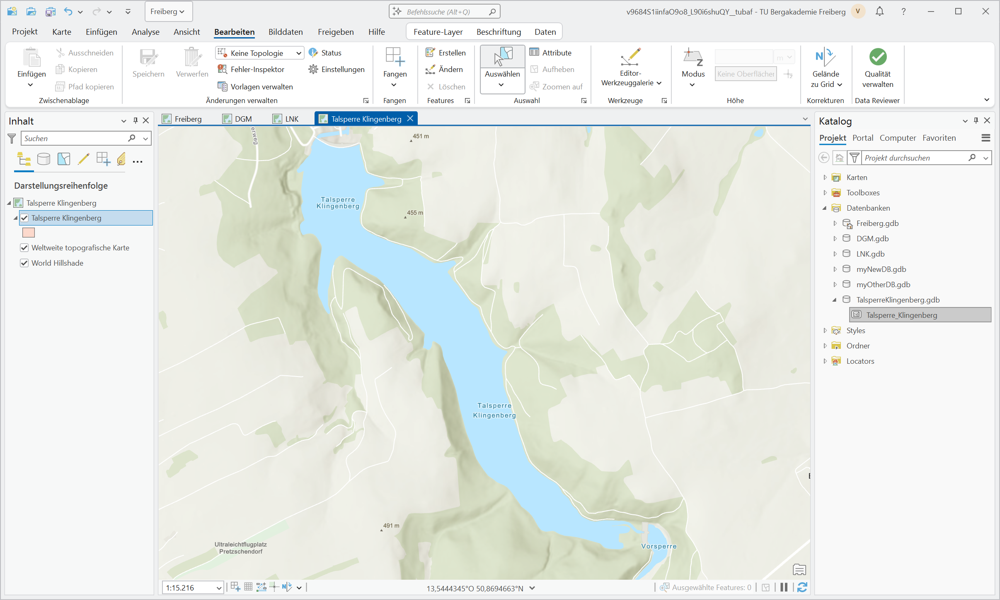 Freiberg
Befehlssuche (Alt+Q)
v9684S1iinfaO9o8_L90i6shuQY__tubaf - TU Bergakademie Freiberg
V
?
Projekt
Karte
Einfügen
Analyse
Ansicht
Bearbeiten
Bilddaten
Freigeben
Hilfe
Feature-Layer
Beschriftung
Daten
Einfügen
Ausschneiden
Kopieren
Pfad kopieren
Zwischenablage
Speichern
Verwerfen
Keine Topologie
Fehler-Inspektor
Vorlagen verwalten
Status
Einstellungen
Änderungen verwalten
Fangen
Fangen
Erstellen
Ändern
Löschen
Features
Auswählen
Attribute
Aufheben
Zoomen auf
Auswahl
Editor-
Werkzeuggalerie
Werkzeuge
Modus
m
Keine Oberflächer
Höhe
Gelände
zu Grid
Korrekturen
Qualität
verwalten
Data Reviewer
Inhalt
Suchen
Darstellungsreihenfolge
Talsperre Klingenberg
Talsperre Klingenberg
Weltweite topografische Karte
World Hillshade
Freiberg
DGM
LNK
Talsperre Klingenberg
erweg
451 m
Talsperre
Klingenberg
455 m
Talsperre
Klingenberg
491 m
Ultraleichtflugplatz
Pretzschendorf
Vorsperre
1:15.216
13,5444345°O 50,8694663°N
Ausgewählte Features: 0
Katalog
Projekt
Portal
Computer
Favoriten
Projekt durchsuchen
Karten
Toolboxes
Datenbanken
Freiberg.gdb
DGM.gdb
LNK.gdb
myNewDB.gdb
myOtherDB.gdb
TalsperreKlingenberg.gdb
Talsperre_Klingenberg
Styles
Ordner
Locators